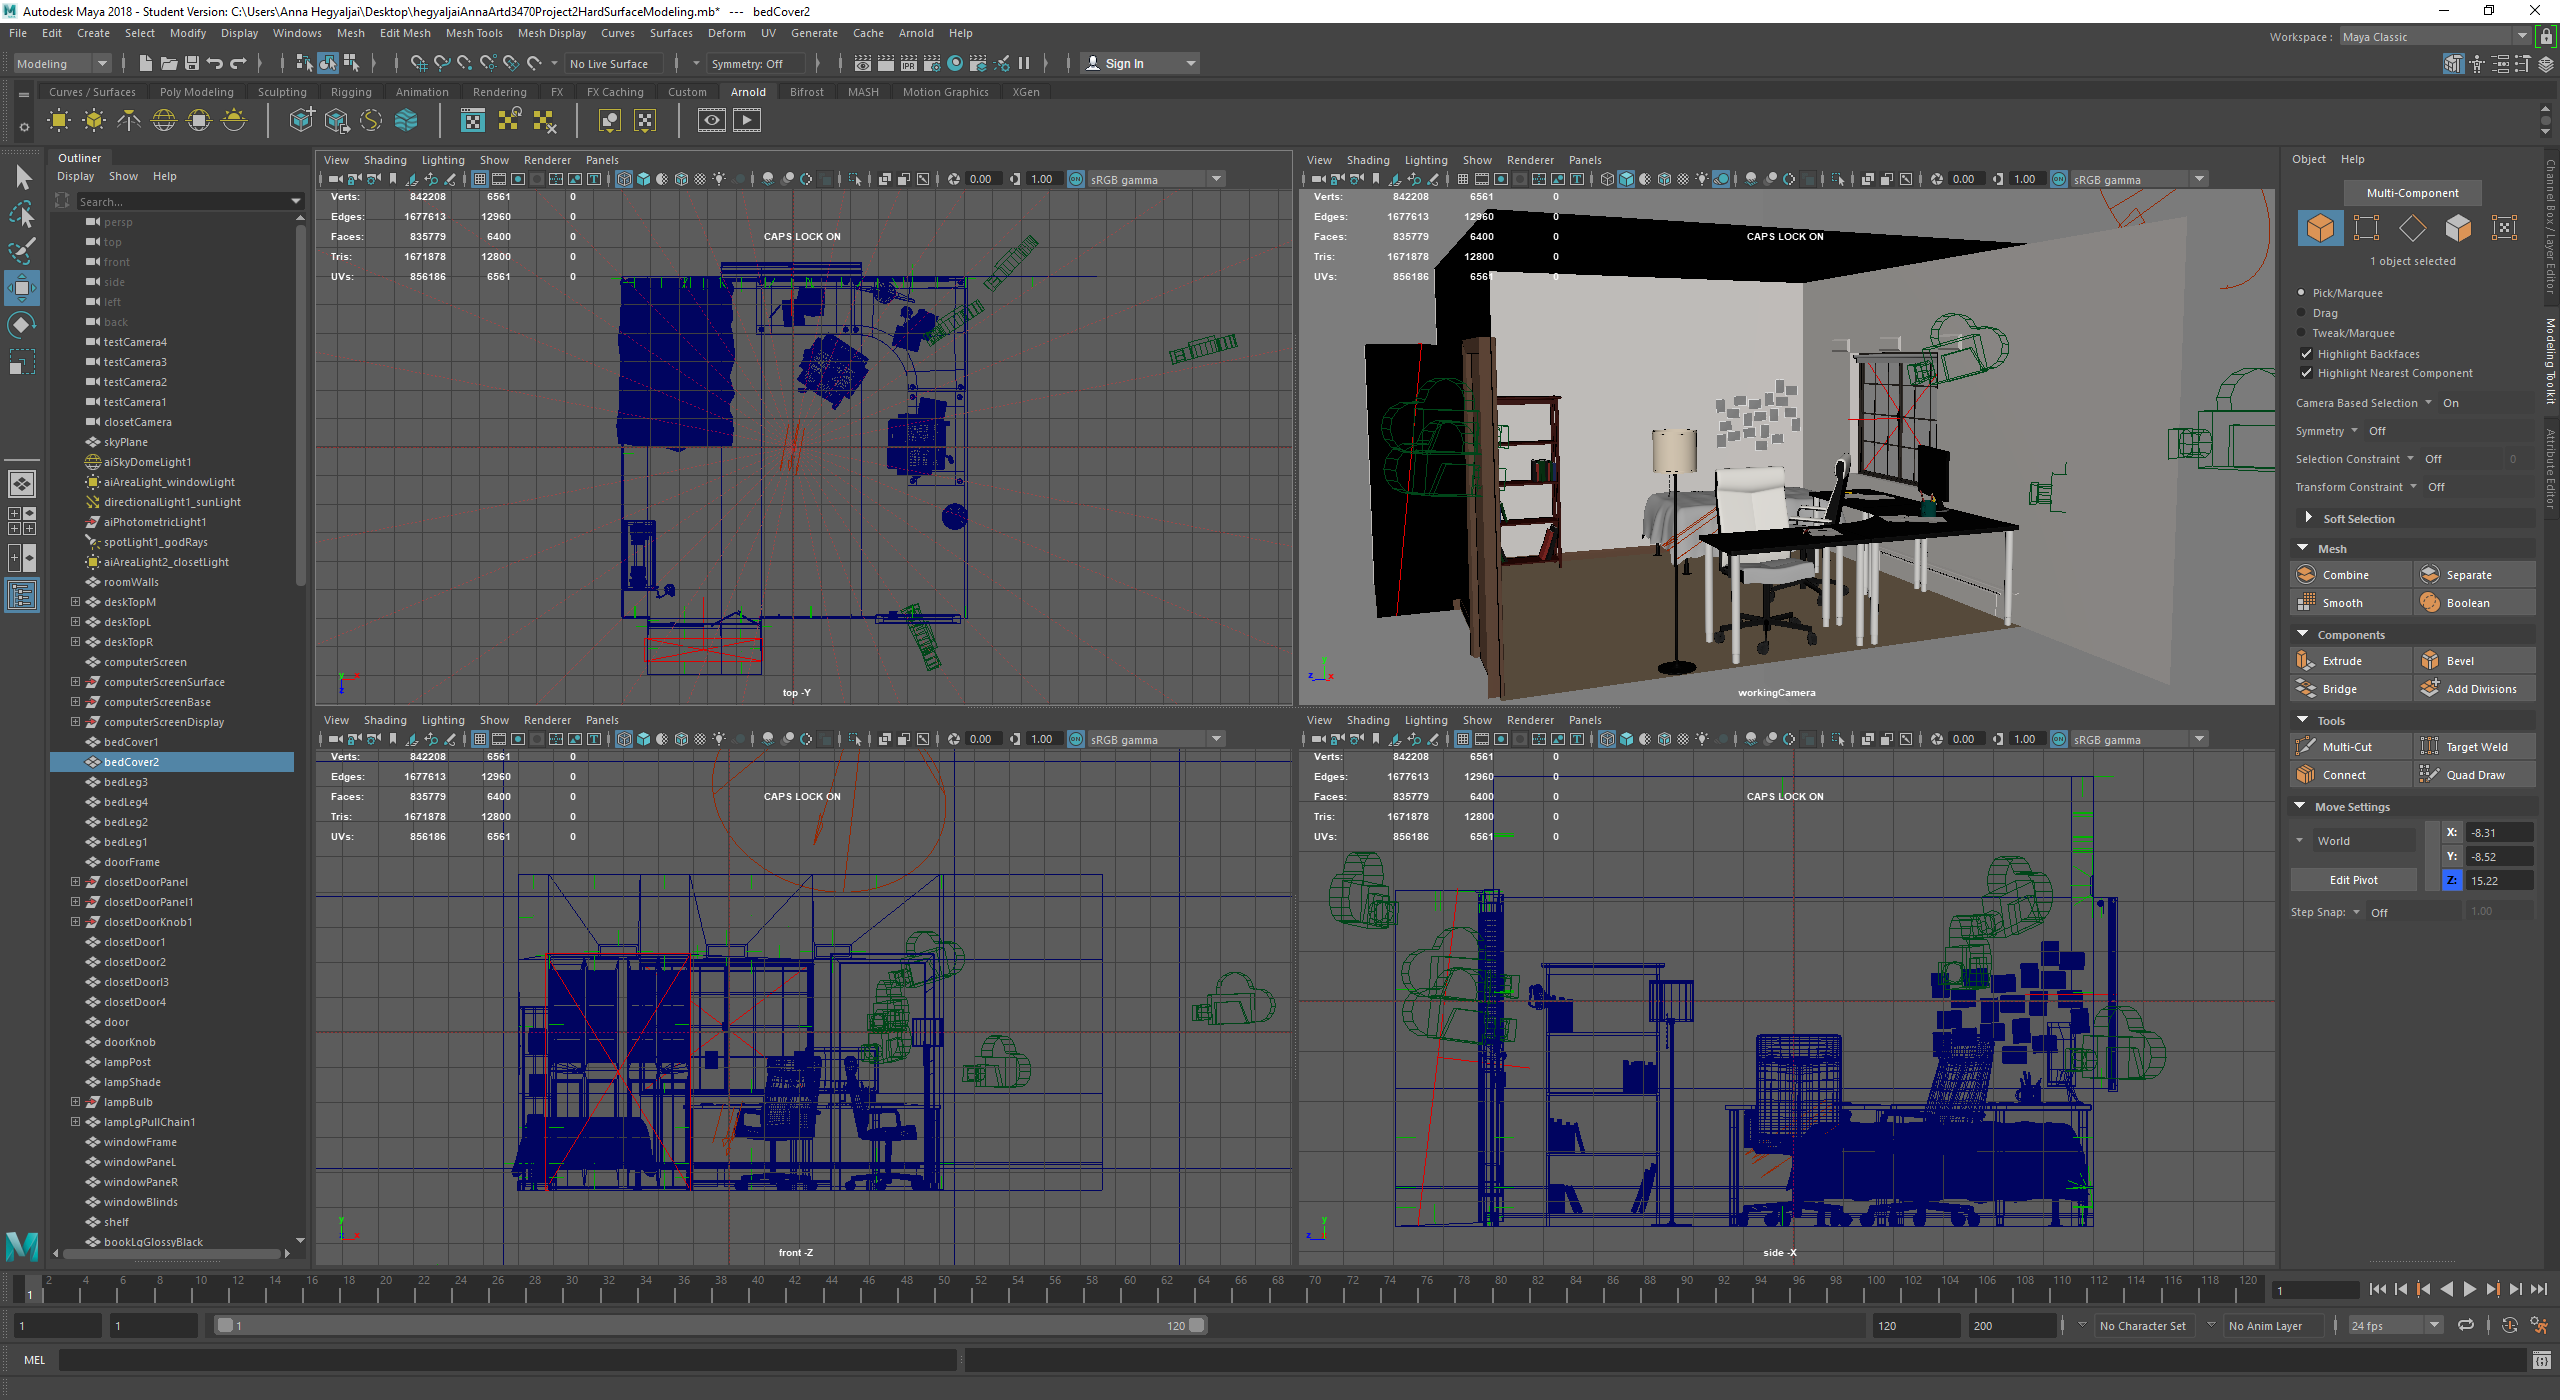 Autodesk Maya 2018 - Student Version: C:\Users\Anna Hegyaljai\Desktop\hegyaljaiAnnaArtd3470Project2HardSurfaceModeling.mb* --- bedCover2
File Edit Create Select Modify Display Windows Mesh Edit Mesh Mesh Tools Mesh Display Curves Surfaces Deform UV Generate Cache Arnold Help
Workspace : Maya Classic
Modeling No Live Surface Symmetry: Off Sign In
Curves / Surfaces Poly Modeling Sculpting Rigging Animation Rendering FX FX Caching Custom Arnold Bifrost MASH Motion Graphics XGen
Outliner
Display Show Help
Search...
persp
top
front
side
left
back
testCamera4
testCamera3
testCamera2
testCamera1
closetCamera
skyPlane
aiSkyDomeLight1
aiAreaLight_windowLight
directionalLight1_sunLight
aiPhotometricLight1
spotLight1_godRays
aiAreaLight2_closetLight
roomWalls
deskTopM
deskTopL
deskTopR
computerScreen
computerScreenSurface
computerScreenBase
computerScreenDisplay
bedCover1
bedCover2
bedLeg3
bedLeg4
bedLeg2
bedLeg1
doorFrame
closetDoorPanel
closetDoorPanel1
closetDoorKnob1
closetDoor1
closetDoor2
closetDoorl3
closetDoor4
door
doorKnob
lampPost
lampShade
lampBulb
lampLgPullChain1
windowFrame
windowPaneL
windowPaneR
windowBlinds
shelf
bookLgGlossyBlack
View Shading Lighting Show Renderer Panels
0.00 1.00 ON sRGB gamma
Verts: 842208 6561 0
Edges: 1677613 12960 0
Faces: 835779 6400 0
Tris: 1671878 12800 0
UVs: 856186 6561 0
CAPS LOCK ON
top -Y
View Shading Lighting Show Renderer Panels
0.00 1.00 ON sRGB gamma
Verts: 842208 6561 0
Edges: 1677613 12960 0
Faces: 835779 6400 0
Tris: 1671878 12800 0
UVs: 856186 6561 0
CAPS LOCK ON
workingCamera
View Shading Lighting Show Renderer Panels
0.00 1.00 ON sRGB gamma
Verts: 842208 6561 0
Edges: 1677613 12960 0
Faces: 835779 6400 0
Tris: 1671878 12800 0
UVs: 856186 6561 0
CAPS LOCK ON
front -Z
View Shading Lighting Show Renderer Panels
0.00 1.00 ON sRGB gamma
Verts: 842208 6561 0
Edges: 1677613 12960 0
Faces: 835779 6400 0
Tris: 1671878 12800 0
UVs: 856186 6561 0
CAPS LOCK ON
side -X
Object Help
Multi-Component
1 object selected
Pick/Marquee
Drag
Tweak/Marquee
Highlight Backfaces
Highlight Nearest Component
Camera Based Selection On
Symmetry Off
Selection Constraint Off 0
Transform Constraint Off
Soft Selection
Mesh
Combine Separate
Smooth Boolean
Components
Extrude Bevel
Bridge Add Divisions
Tools
Multi-Cut Target Weld
Connect Quad Draw
Move Settings
World
X: -8.31
Y: -8.52
Edit Pivot
Z: 15.22
Step Snap: Off 1.00
Channel Box / Layer Editor
Modeling Toolkit
Attribute Editor
2 4 6 8 10 12 14 16 18 20 22 24 26 28 30 32 34 36 38 40 42 44 46 48 50 52 54 56 58 60 62 64 66 68 70 72 74 76 78 80 82 84 86 88 90 92 94 96 98 100 102 104 106 108 110 112 114 116 118 120
1 1
1 1 1 120 120 200 No Character Set No Anim Layer 24 fps
MEL